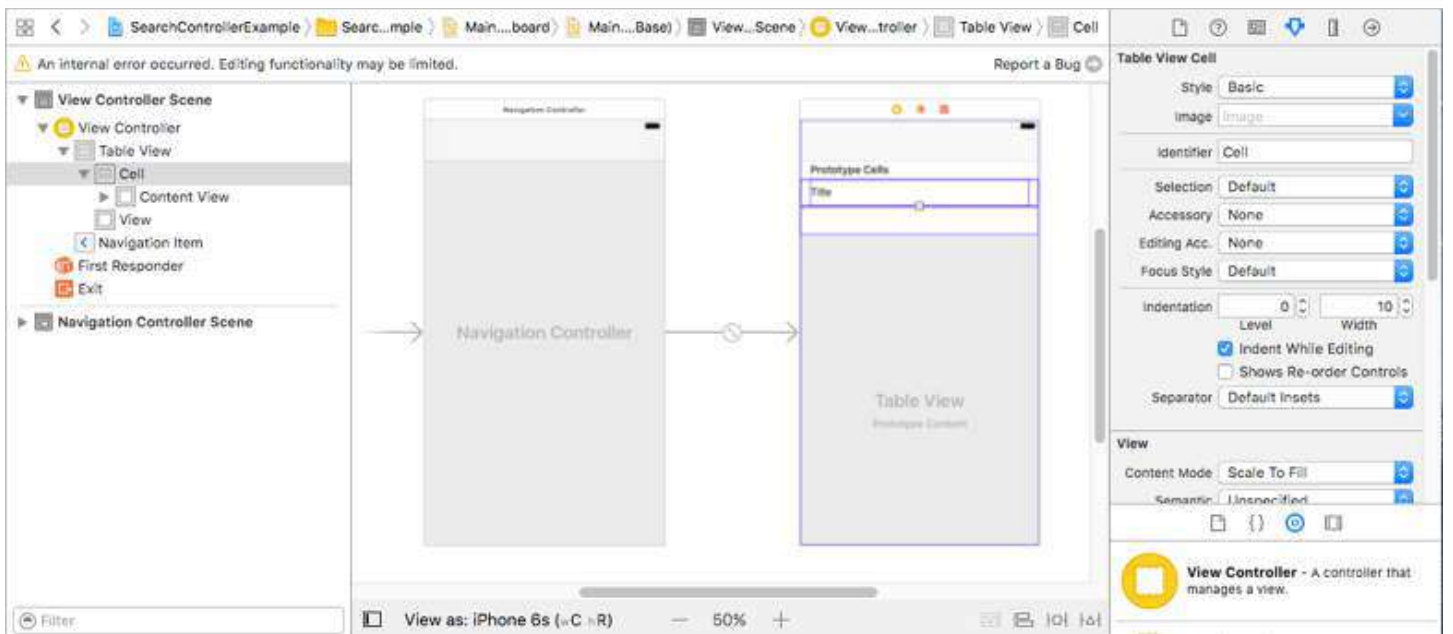 SearchControllerExample Searc...mple Main....board) Main....Base)) View...Scene View...troller Table View Cell
An internal error occurred. Editing functionality may be limited. Report a Bug
View Controller Scene
View Controller
Table View
Cell
Content View
View
Navigation Item
First Responder
Exit
Navigation Controller Scene
Filter
Navigation Controller
Navigation Controller
Prototype Cells
Title
Table View
Prototype Content
View as: iPhone 6s (wC hR) — 50% +
Table View Cell
Style Basic
Image Image
Identifier Cell
Selection Default
Accessory None
Editing Acc. None
Focus Style Default
Indentation 0 10
Level Width
Indent While Editing
Shows Re-order Controls
Separator Default Insets
View
Content Mode Scale To Fill
Semantic Unspecified
{}
View Controller - A controller that
manages a view.